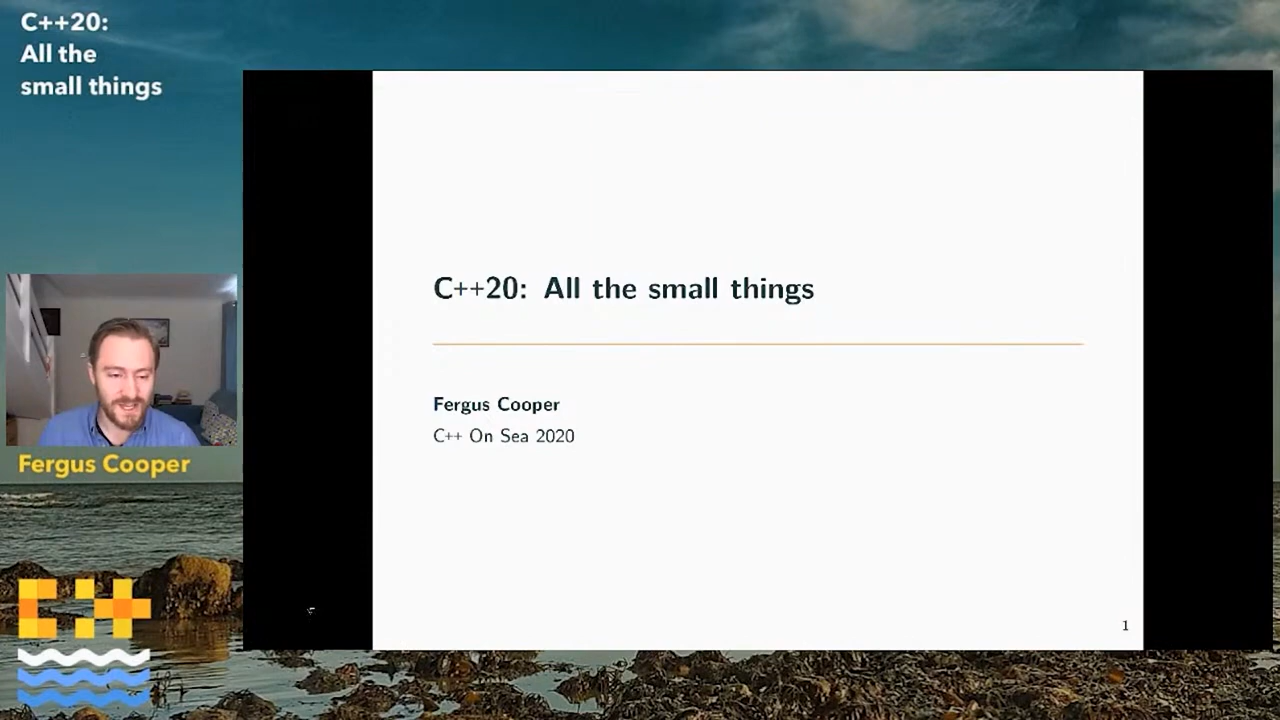 C++20:
All the
small things
C++20: All the small things
Fergus Cooper
C++ On Sea 2020
1
Fergus Cooper
C++